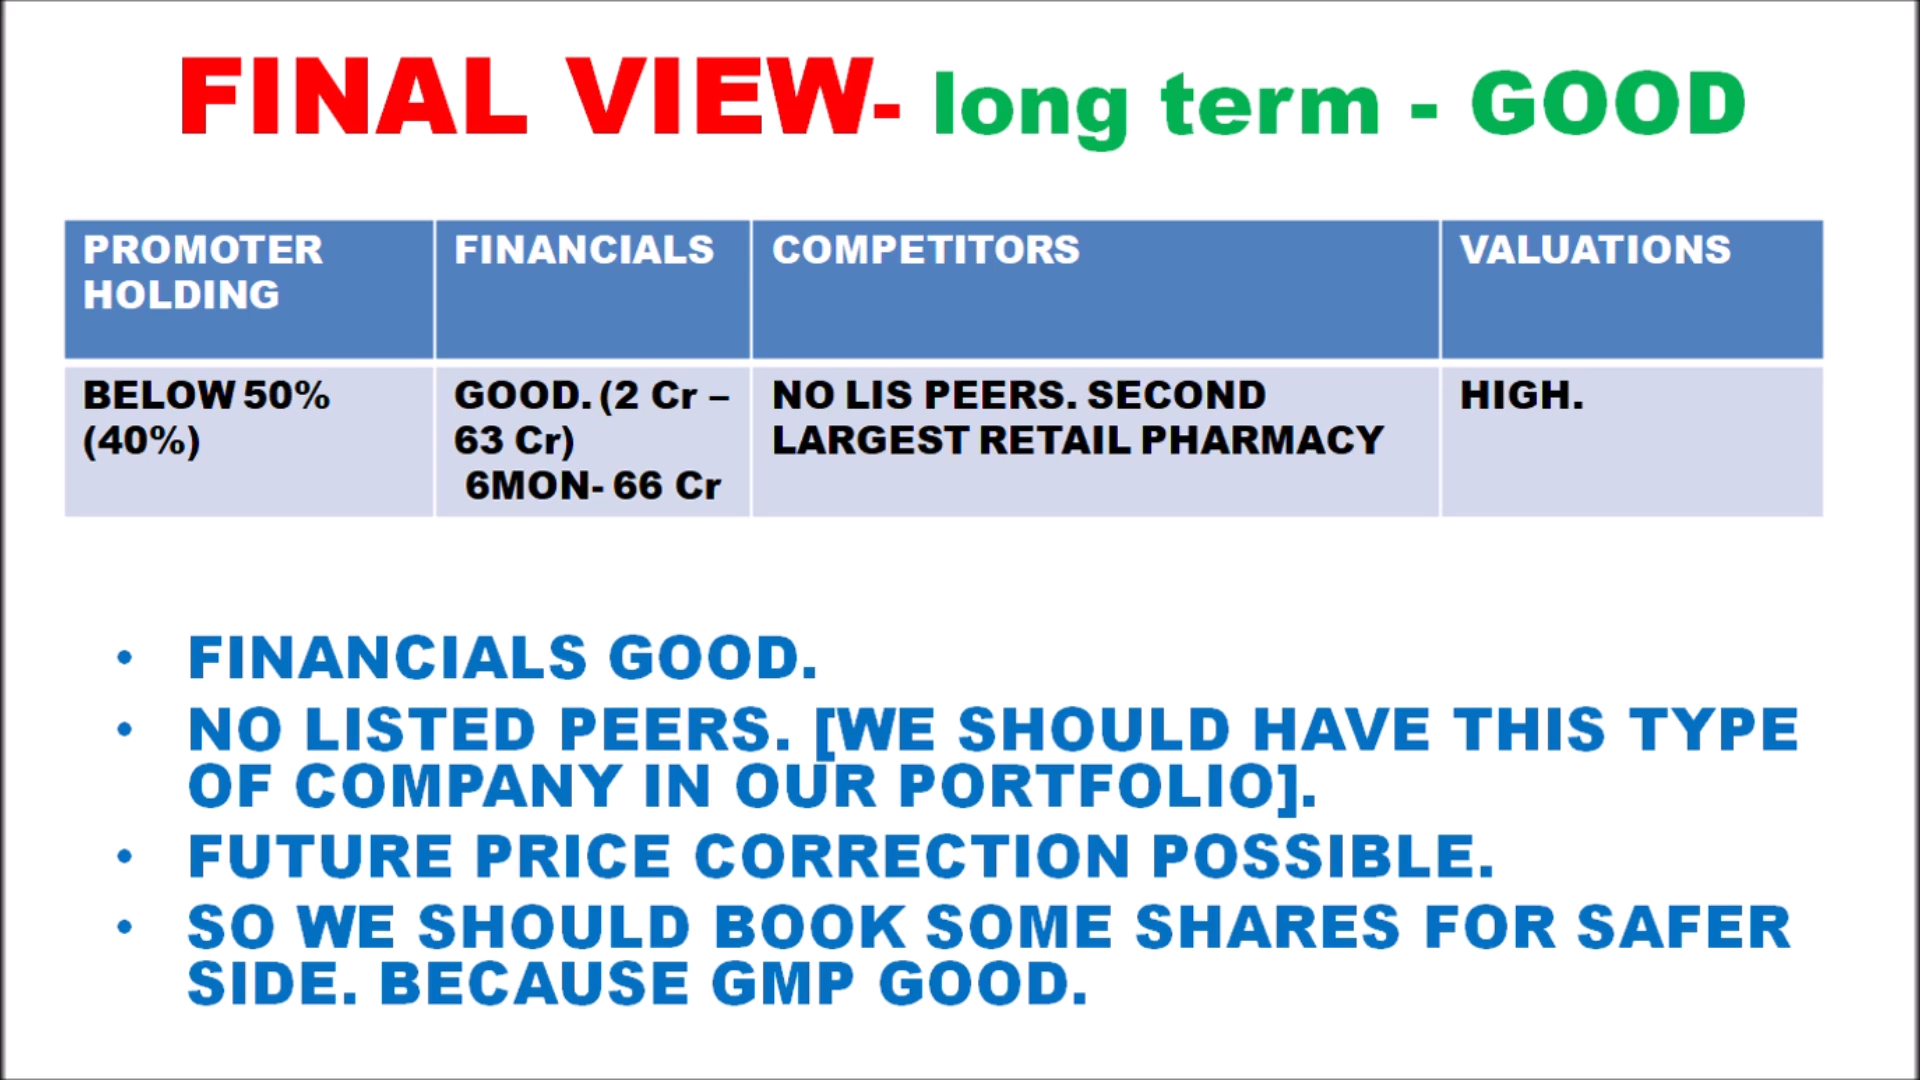 FINAL VIEW- long term - GOOD
PROMOTER
HOLDING
FINANCIALS
COMPETITORS
VALUATIONS
BELOW 50%
(40%)
GOOD. (2 Cr –
63 Cr)
6MON- 66 Cr
NO LIS PEERS. SECOND
LARGEST RETAIL PHARMACY
HIGH.
• FINANCIALS GOOD.
• NO LISTED PEERS. [WE SHOULD HAVE THIS TYPE
OF COMPANY IN OUR PORTFOLIO].
• FUTURE PRICE CORRECTION POSSIBLE.
• SO WE SHOULD BOOK SOME SHARES FOR SAFER
SIDE. BECAUSE GMP GOOD.